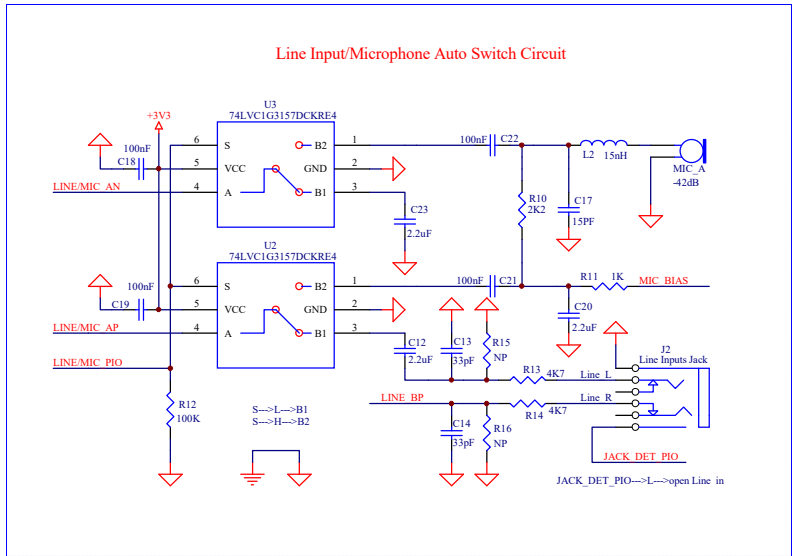 Line Input/Microphone Auto Switch Circuit
U3
74LVC1G3157DCKRE4
+3V3
100nF
C18
6
S
B2
1
5
VCC
GND
2
4
A
B1
3
LINE/MIC_AN
100nF
C22
L2
15nH
MIC_A
-42dB
C23
2.2uF
R10
2K2
C17
15PF
U2
74LVC1G3157DCKRE4
100nF
C19
6
S
B2
1
5
VCC
GND
2
4
A
B1
3
LINE/MIC_AP
LINE/MIC_PIO
100nF
C21
R11
1K
MIC_BIAS
C20
2.2uF
C12
2.2uF
C13
33pF
R15
NP
R13
4K7
Line_L
J2
Line Inputs Jack
LINE_BP
R14
4K7
Line_R
C14
33pF
R16
NP
R12
100K
S--->L--->B1
S--->H--->B2
JACK_DET_PIO
JACK_DET_PIO--->L--->open Line in